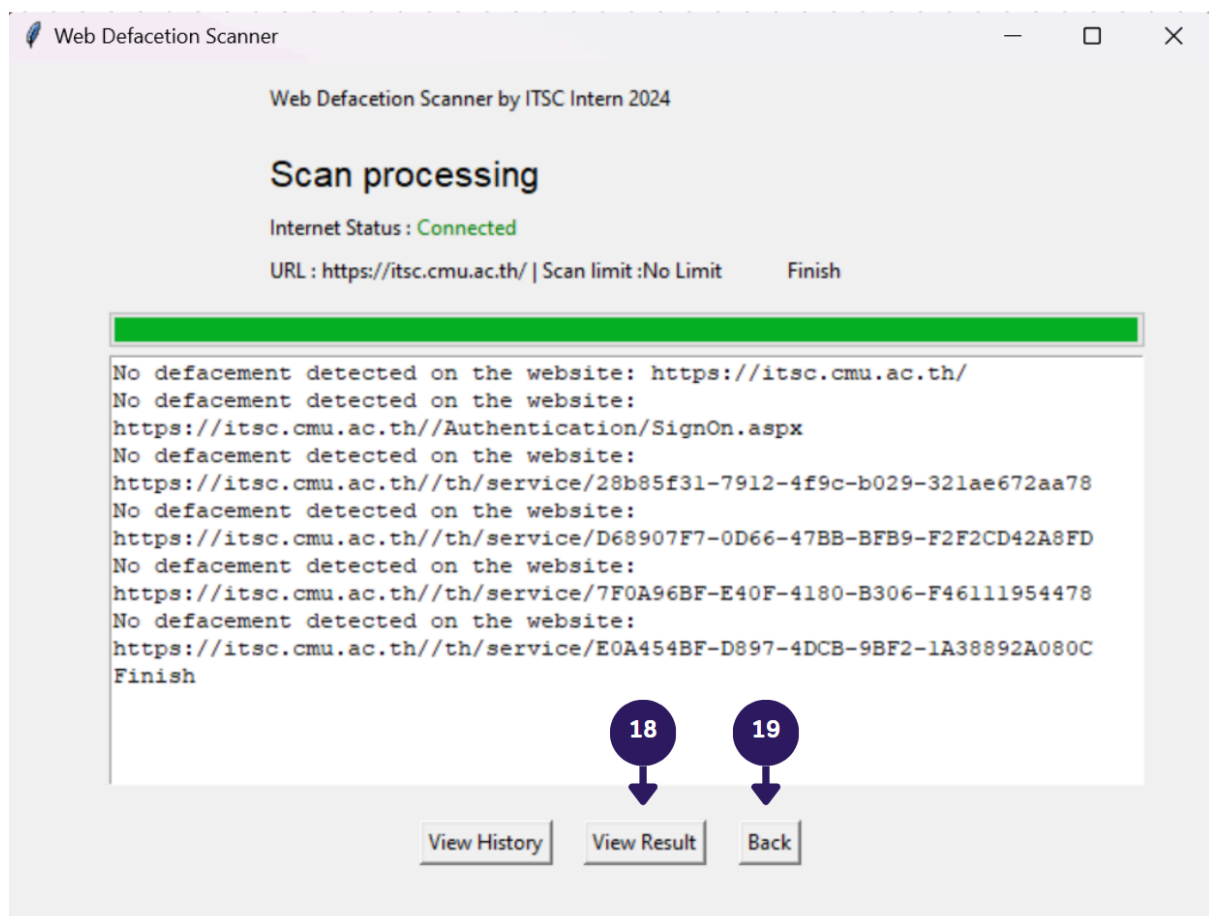 Web Defacetion Scanner
Web Defacetion Scanner by ITSC Intern 2024
Scan processing
Internet Status : Connected
URL : https://itsc.cmu.ac.th/ | Scan limit :No Limit Finish
No defacement detected on the website: https://itsc.cmu.ac.th/
No defacement detected on the website:
https://itsc.cmu.ac.th//Authentication/SignOn.aspx
No defacement detected on the website:
https://itsc.cmu.ac.th//th/service/28b85f31-7912-4f9c-b029-321ae672aa78
No defacement detected on the website:
https://itsc.cmu.ac.th//th/service/D68907F7-0D66-47BB-BFB9-F2F2CD42A8FD
No defacement detected on the website:
https://itsc.cmu.ac.th//th/service/7F0A96BF-E40F-4180-B306-F46111954478
No defacement detected on the website:
https://itsc.cmu.ac.th//th/service/E0A454BF-D897-4DCB-9BF2-1A38892A080C
Finish
18 19
View History View Result Back